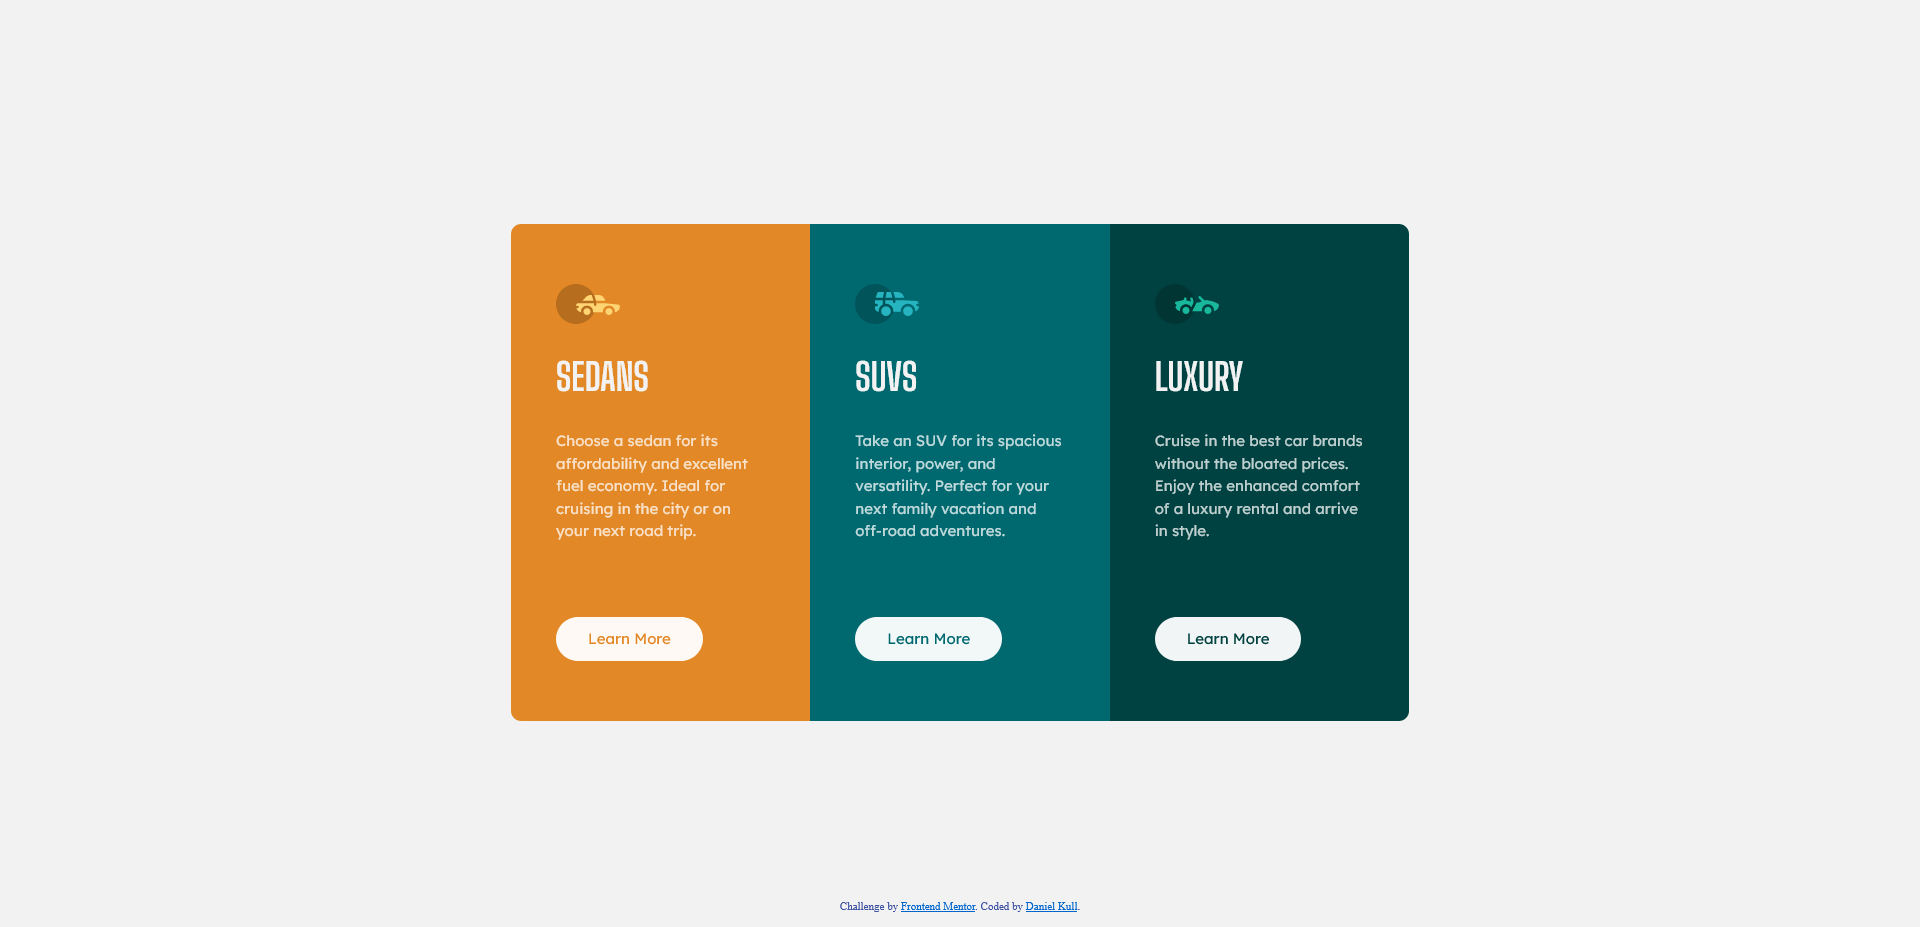 SEDANS
Choose a sedan for its
affordability and excellent
fuel economy. Ideal for
cruising in the city or on
your next road trip.
Learn More
SUVS
Take an SUV for its spacious
interior, power, and
versatility. Perfect for your
next family vacation and
off-road adventures.
Learn More
LUXURY
Cruise in the best car brands
without the bloated prices.
Enjoy the enhanced comfort
of a luxury rental and arrive
in style.
Learn More
Challenge by Frontend Mentor. Coded by Daniel Kull.